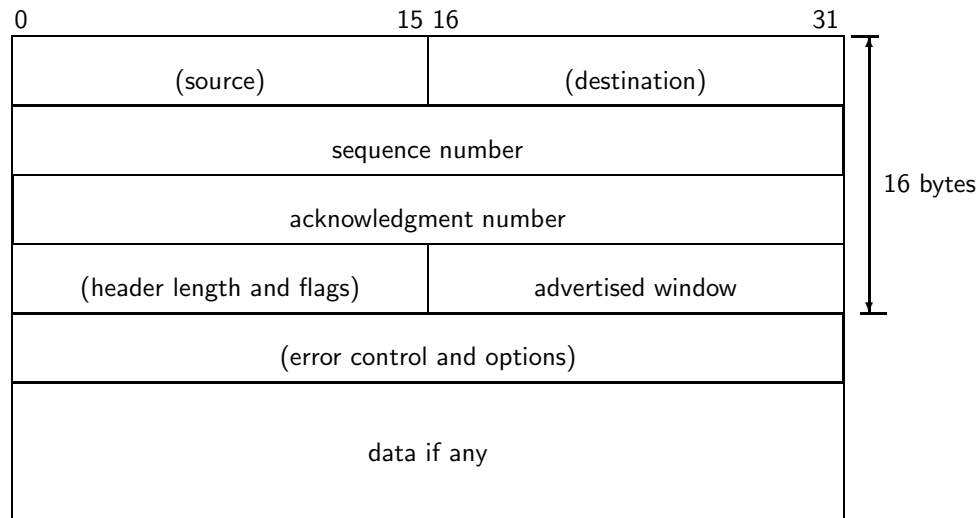 0 15 16 31
(source) (destination)
sequence number
16 bytes
acknowledgment number
(header length and flags) advertised window
(error control and options)
data if any